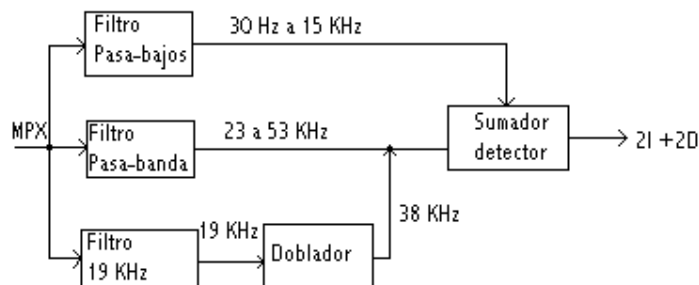 Filtro
Pasa-bajos
30 Hz a 15 KHz
MPX
Filtro
Pasa-banda
23 a 53 KHz
Sumador
detector
2I +2D
Filtro
19 KHz
19 KHz
Doblador
38 KHz